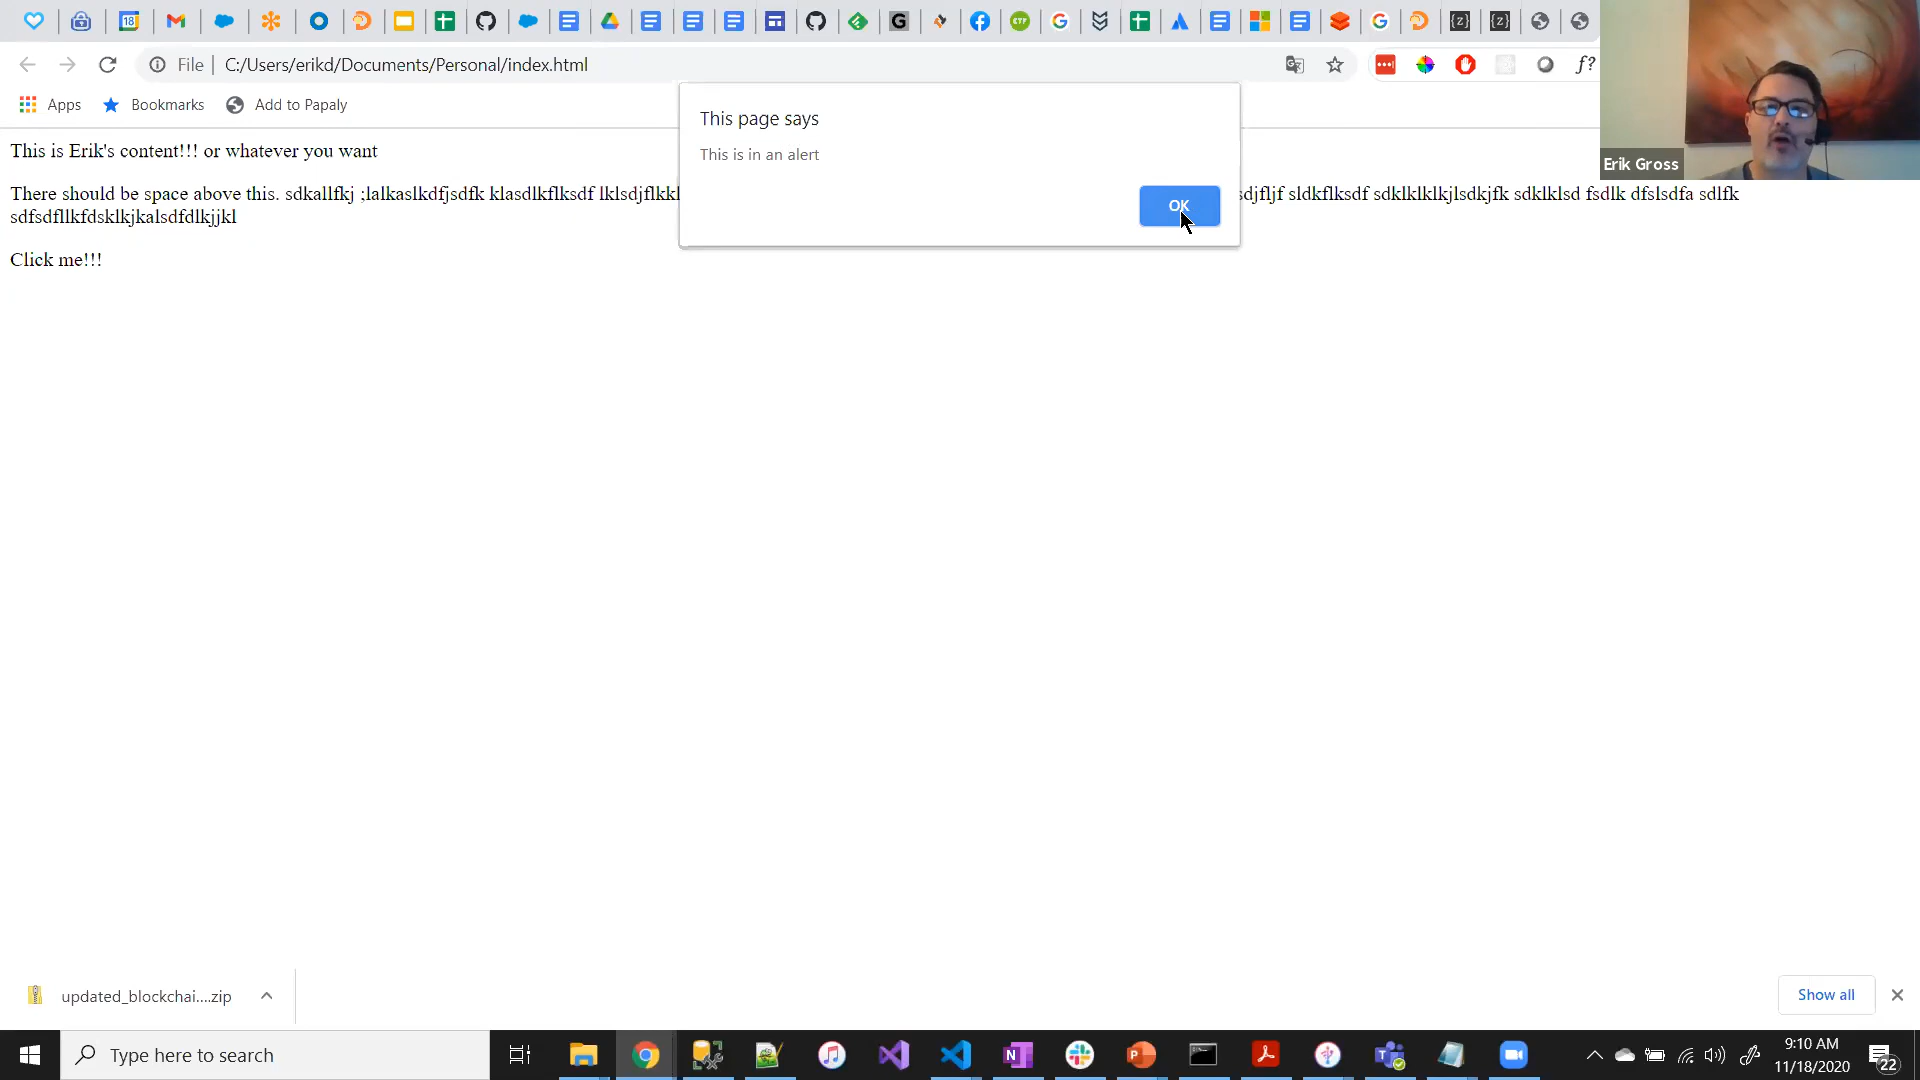 18
G
CTF
G
G
{z}
{z}
File | C:/Users/erikd/Documents/Personal/index.html
f?
Apps
Bookmarks
Add to Papaly
This page says
This is in an alert
OK
Erik Gross
This is Erik's content!!! or whatever you want
There should be space above this. sdkallfkj ;lalkaslkdfjsdfk klasdlkflksdf lklsdjflkkl sdjfljf sldkflksdf sdklklklkjlsdkjfk sdklklsd fsdlk dfslsdfa sdlfk
sdfsdfllkfdsklkjkalsdfdlkjjkl
Click me!!!
updated_blockchai....zip
Show all
Type here to search
N
P
9:10 AM
11/18/2020
22